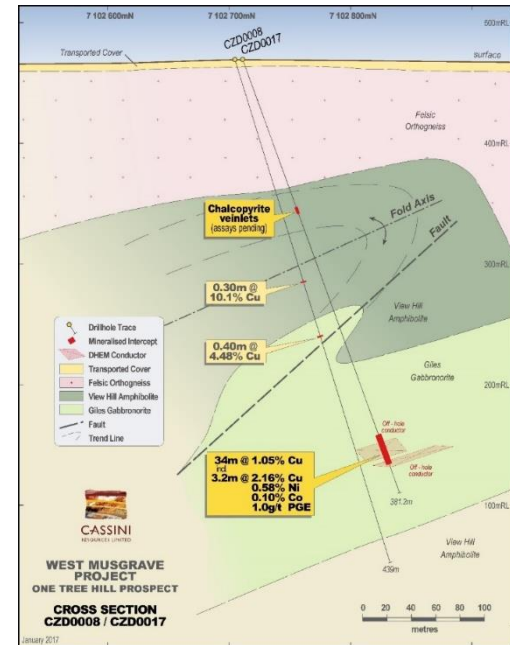 7 102 600mN
7 102 700mN
7 102 800mN
500mRL
CZD0008
CZD0017
Transported Cover
surface
Felsic
Orthogneiss
400mRL
Chalcopyrite
veinlets
(assays pending)
Fold Axis
Fault
0.30m @
10.1% Cu
300mRL
View Hill
Amphibolite
0.40m @
4.48% Cu
Drillhole Trace
Mineralised Intercept
DHEM Conductor
Transported Cover
Felsic Orthogneiss
View Hill Amphibolite
Giles Gabbronorite
Fault
Trend Line
Giles
Gabbronorite
200mRL
Off - hole
conductor
34m @ 1.05% Cu
incl
3.2m @ 2.16% Cu
0.58% Ni
0.10% Co
1.0g/t PGE
Off - hole
conductor
381.2m
100mRL
CASSINI
RESOURCES LIMITED
View Hill
Amphibolite
439m
WEST MUSGRAVE
PROJECT
ONE TREE HILL PROSPECT
CROSS SECTION
CZD0008 / CZD0017
0 20 40 60 80 100
metres
January 2017